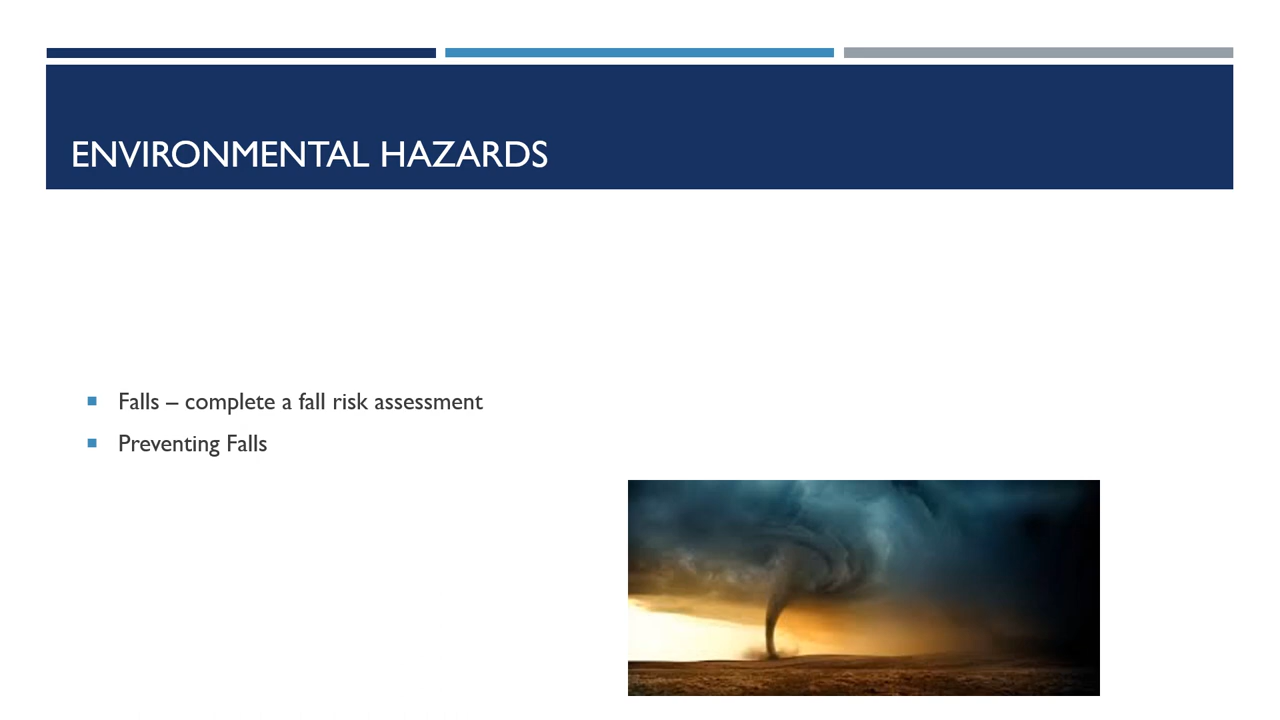 ENVIRONMENTAL HAZARDS
Falls – complete a fall risk assessment
Preventing Falls